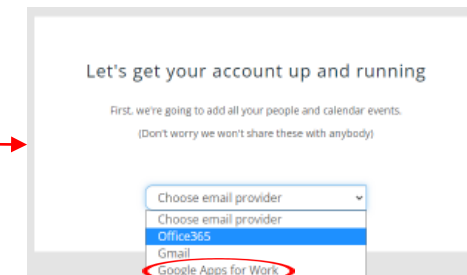 Let's get your account up and running
First, we're going to add all your people and calendar events.
(Don't worry we won't share these with anybody)
Choose email provider
Choose email provider
Office365
Gmail
Google Apps for Work